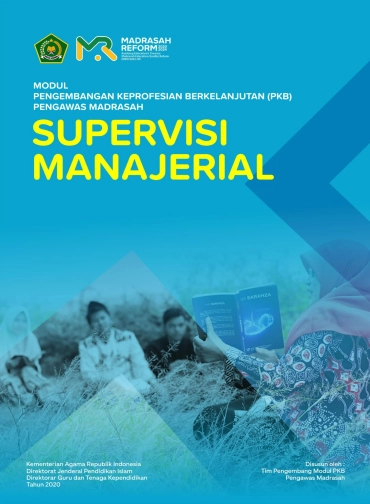 MADRASAH
REFORM
MODUL
PENGEMBANGAN KEPROFESIAN BERKELANJUTAN (PKB)
PENGAWAS MADRASAH
SUPERVISI
MANAJERIAL
Kementerian Agama Republik Indonesia
Direktorat Jenderal Pendidikan Islam
Direktorar Guru dan Tenaga Kependidikan
Tahun 2020
Disusun oleh :
Tim Pengembang Modul PKB
Pengawas Madrasah